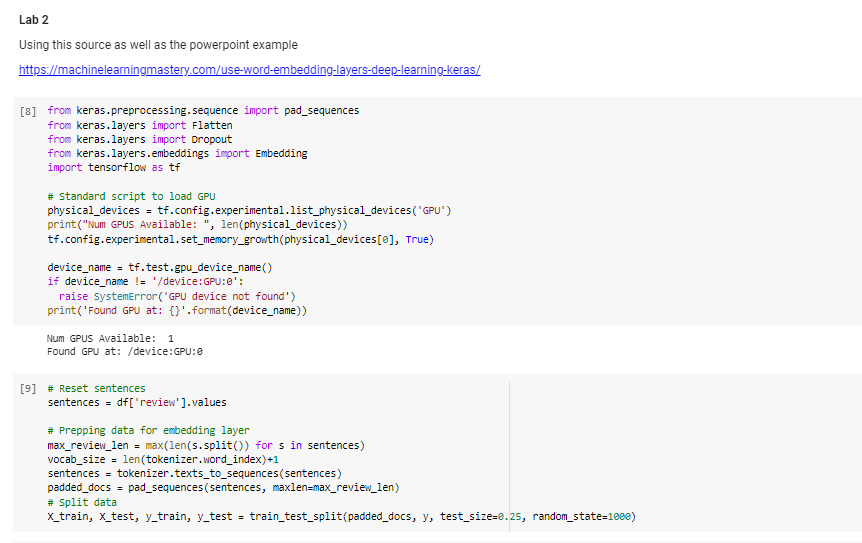 Lab 2
Using this source as well as the powerpoint example
https://machinelearningmastery.com/use-word-embedding-layers-deep-learning-keras/
[8] from keras.preprocessing.sequence import pad_sequences
from keras.layers import Flatten
from keras.layers import Dropout
from keras.layers.embeddings import Embedding
import tensorflow as tf
# Standard script to load GPU
physical_devices = tf.config.experimental.list_physical_devices('GPU')
print("Num GPUS Available: ", len(physical_devices))
tf.config.experimental.set_memory_growth(physical_devices[0], True)
device_name = tf.test.gpu_device_name()
if device_name != '/device:GPU:0':
  raise SystemError('GPU device not found')
print('Found GPU at: {}'.format(device_name))
Num GPUS Available:  1
Found GPU at: /device:GPU:0
[9] # Reset sentences
sentences = df['review'].values
# Prepping data for embedding layer
max_review_len = max(len(s.split()) for s in sentences)
vocab_size = len(tokenizer.word_index)+1
sentences = tokenizer.texts_to_sequences(sentences)
padded_docs = pad_sequences(sentences, maxlen=max_review_len)
# Split data
X_train, X_test, y_train, y_test = train_test_split(padded_docs, y, test_size=0.25, random_state=1000)